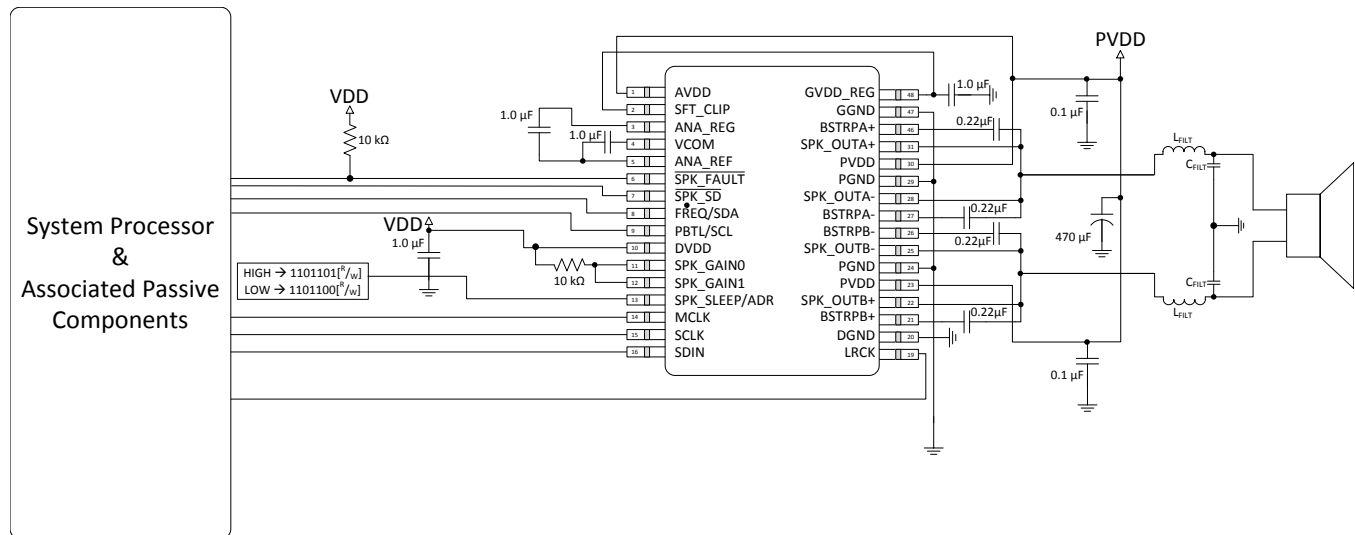 System Processor
&
Associated Passive
Components
VDD
10 kΩ
1.0 µF
1.0 µF
VDD
1.0 µF
10 kΩ
HIGH → 1101101[R/W]
LOW → 1101100[R/W]
1 AVDD
2 SFT_CLIP
3 ANA_REG
4 VCOM
5 ANA_REF
6 SPK_FAULT
7 SPK_SD
8 FREQ/SDA
9 PBTL/SCL
10 DVDD
11 SPK_GAIN0
12 SPK_GAIN1
13 SPK_SLEEP/ADR
14 MCLK
15 SCLK
16 SDIN
GVDD_REG 48
GGND 47
BSTRPA+ 46
SPK_OUTA+ 31
PVDD 30
PGND 29
SPK_OUTA- 28
BSTRPA- 27
BSTRPB- 26
SPK_OUTB- 25
PGND 24
PVDD 23
SPK_OUTB+ 22
BSTRPB+ 21
DGND 20
LRCK 19
1.0 µF
0.22µF
0.22µF
0.22µF
0.22µF
PVDD
0.1 µF
470 µF
0.1 µF
LFILT
CFILT
CFILT
LFILT